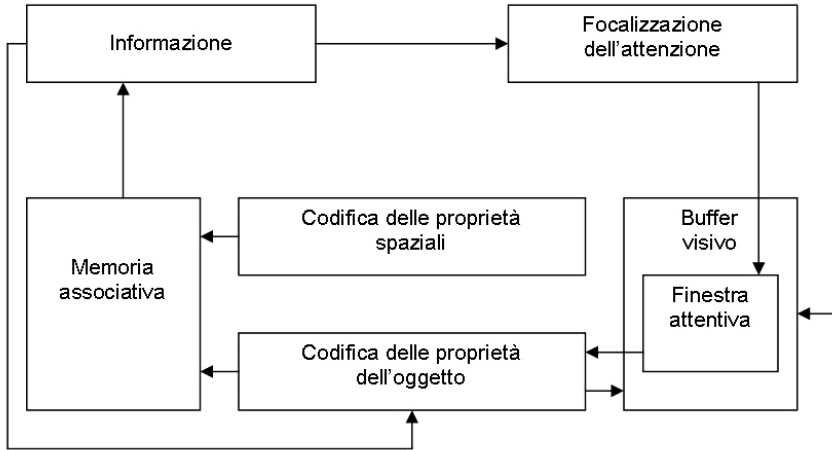 Informazione
Focalizzazione
dell'attenzione
Codifica delle proprietà
spaziali
Buffer
visivo
Memoria
associativa
Finestra
attentiva
Codifica delle proprietà
dell'oggetto